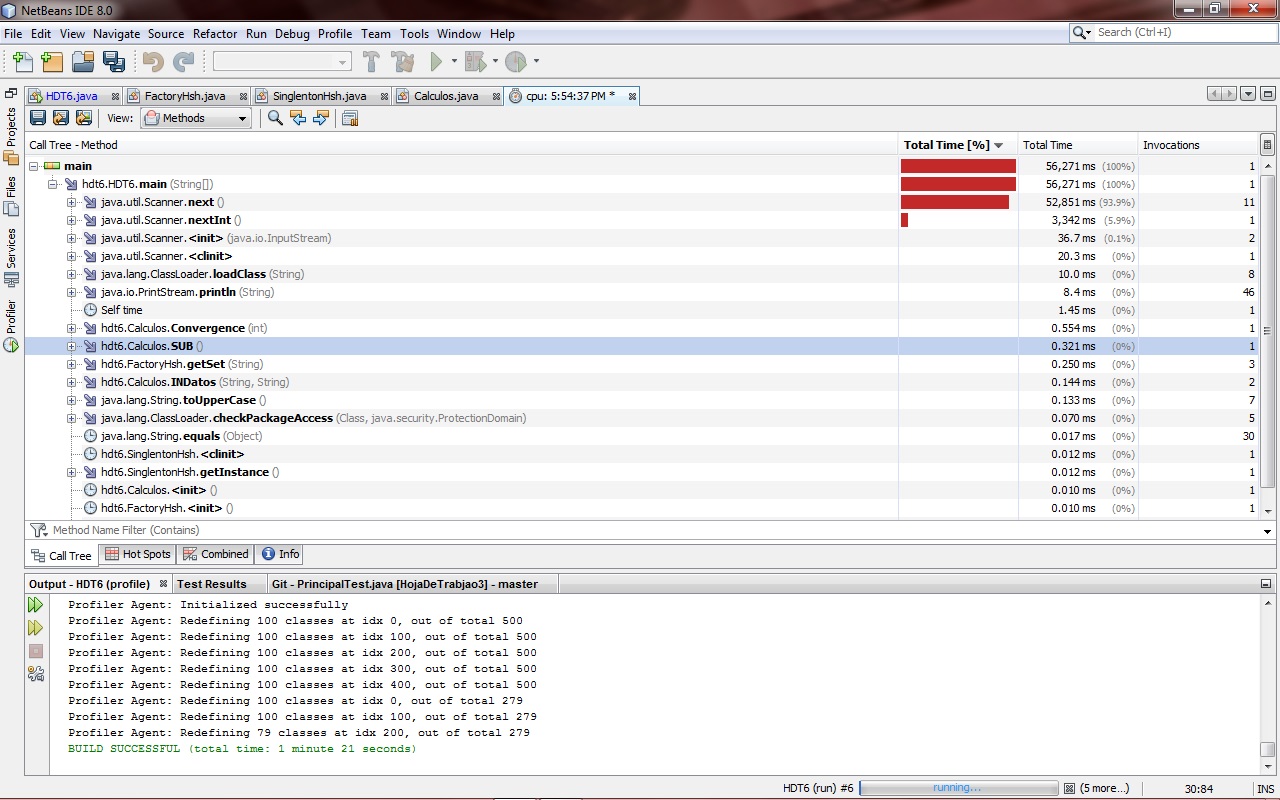 NetBeans IDE 8.0
File Edit View Navigate Source Refactor Run Debug Profile Team Tools Window Help
Search (Ctrl+I)
HDT6.java FactoryHsh.java SinglentonHsh.java Calculos.java cpu: 5:54:37 PM *
View: Methods
Projects
Files
Services
Profiler
Call Tree - Method Total Time [%] Total Time Invocations
main 56,271 ms (100%) 1
hdt6.HDT6.main (String[]) 56,271 ms (100%) 1
java.util.Scanner.next () 52,851 ms (93.9%) 11
java.util.Scanner.nextInt () 3,342 ms (5.9%) 1
java.util.Scanner.<init> (java.io.InputStream) 36.7 ms (0.1%) 2
java.util.Scanner.<clinit> 20.3 ms (0%) 1
java.lang.ClassLoader.loadClass (String) 10.0 ms (0%) 8
java.io.PrintStream.println (String) 8.4 ms (0%) 46
Self time 1.45 ms (0%) 1
hdt6.Calculos.Convergence (int) 0.554 ms (0%) 1
hdt6.Calculos.SUB () 0.321 ms (0%) 1
hdt6.FactoryHsh.getSet (String) 0.250 ms (0%) 3
hdt6.Calculos.INDatos (String, String) 0.144 ms (0%) 2
java.lang.String.toUpperCase () 0.133 ms (0%) 7
java.lang.ClassLoader.checkPackageAccess (Class, java.security.ProtectionDomain) 0.070 ms (0%) 5
java.lang.String.equals (Object) 0.017 ms (0%) 30
hdt6.SinglentonHsh.<clinit> 0.012 ms (0%) 1
hdt6.SinglentonHsh.getInstance () 0.012 ms (0%) 1
hdt6.Calculos.<init> () 0.010 ms (0%) 1
hdt6.FactoryHsh.<init> () 0.010 ms (0%) 1
Method Name Filter (Contains)
Call Tree Hot Spots Combined Info
Output - HDT6 (profile) Test Results Git - PrincipalTest.java [HojaDeTrabjao3] - master
Profiler Agent: Initialized successfully
Profiler Agent: Redefining 100 classes at idx 0, out of total 500
Profiler Agent: Redefining 100 classes at idx 100, out of total 500
Profiler Agent: Redefining 100 classes at idx 200, out of total 500
Profiler Agent: Redefining 100 classes at idx 300, out of total 500
Profiler Agent: Redefining 100 classes at idx 400, out of total 500
Profiler Agent: Redefining 100 classes at idx 0, out of total 279
Profiler Agent: Redefining 100 classes at idx 100, out of total 279
Profiler Agent: Redefining 79 classes at idx 200, out of total 279
BUILD SUCCESSFUL (total time: 1 minute 21 seconds)
HDT6 (run) #6 running... (5 more...) 30:84 INS